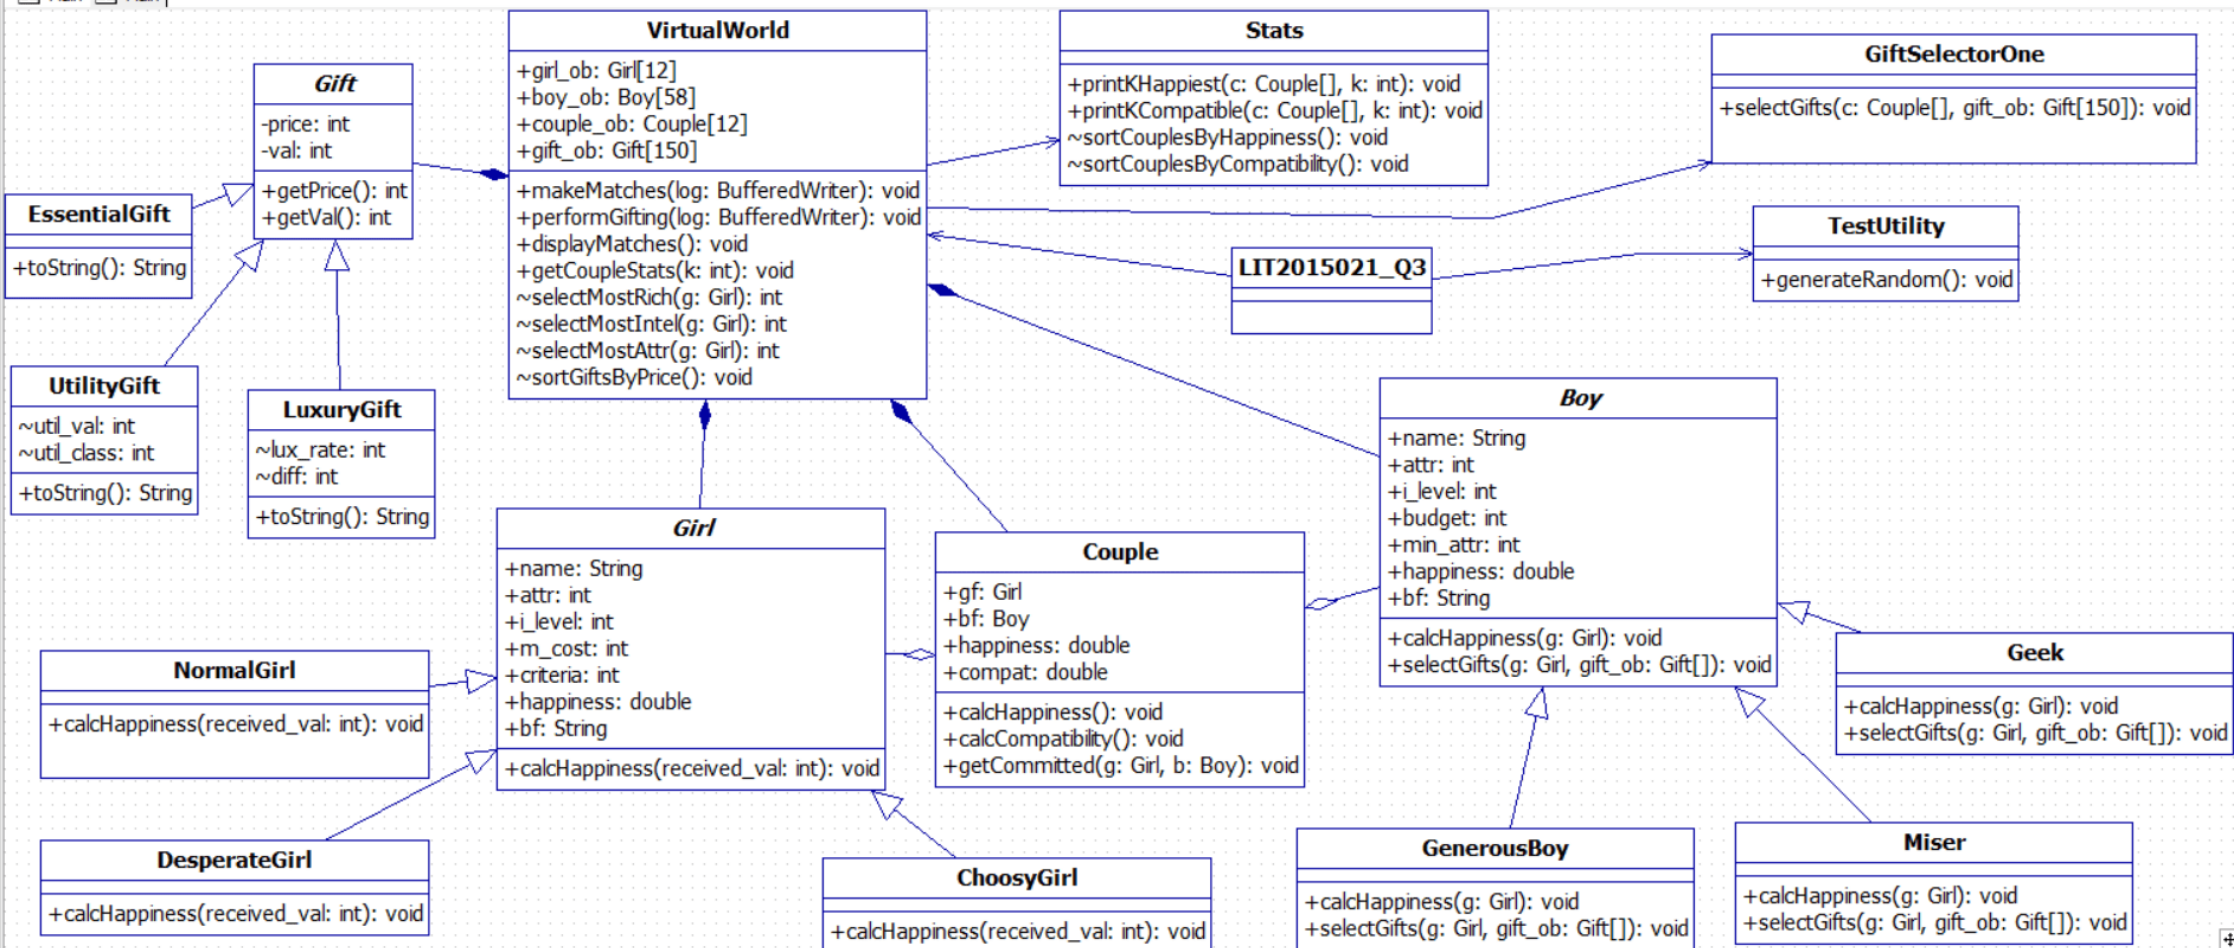 VirtualWorld
+girl_ob: Girl[12]
+boy_ob: Boy[58]
+couple_ob: Couple[12]
+gift_ob: Gift[150]
+makeMatches(log: BufferedWriter): void
+performGifting(log: BufferedWriter): void
+displayMatches(): void
+getCoupleStats(k: int): void
~selectMostRich(g: Girl): int
~selectMostIntel(g: Girl): int
~selectMostAttr(g: Girl): int
~sortGiftsByPrice(): void
Stats
+printKHappiest(c: Couple[], k: int): void
+printKCompatible(c: Couple[], k: int): void
~sortCouplesByHappiness(): void
~sortCouplesByCompatibility(): void
GiftSelectorOne
+selectGifts(c: Couple[], gift_ob: Gift[150]): void
Gift
-price: int
-val: int
+getPrice(): int
+getVal(): int
EssentialGift
+toString(): String
TestUtility
+generateRandom(): void
LIT2015021_Q3
UtilityGift
~util_val: int
~util_class: int
+toString(): String
LuxuryGift
~lux_rate: int
~diff: int
+toString(): String
Boy
+name: String
+attr: int
+i_level: int
+budget: int
+min_attr: int
+happiness: double
+bf: String
+calcHappiness(g: Girl): void
+selectGifts(g: Girl, gift_ob: Gift[]): void
Girl
+name: String
+attr: int
+i_level: int
+m_cost: int
+criteria: int
+happiness: double
+bf: String
+calcHappiness(received_val: int): void
Couple
+gf: Girl
+bf: Boy
+happiness: double
+compat: double
+calcHappiness(): void
+calcCompatibility(): void
+getCommitted(g: Girl, b: Boy): void
Geek
+calcHappiness(g: Girl): void
+selectGifts(g: Girl, gift_ob: Gift[]): void
NormalGirl
+calcHappiness(received_val: int): void
DesperateGirl
+calcHappiness(received_val: int): void
ChoosyGirl
+calcHappiness(received_val: int): void
GenerousBoy
+calcHappiness(g: Girl): void
+selectGifts(g: Girl, gift_ob: Gift[]): void
Miser
+calcHappiness(g: Girl): void
+selectGifts(g: Girl, gift_ob: Gift[]): void